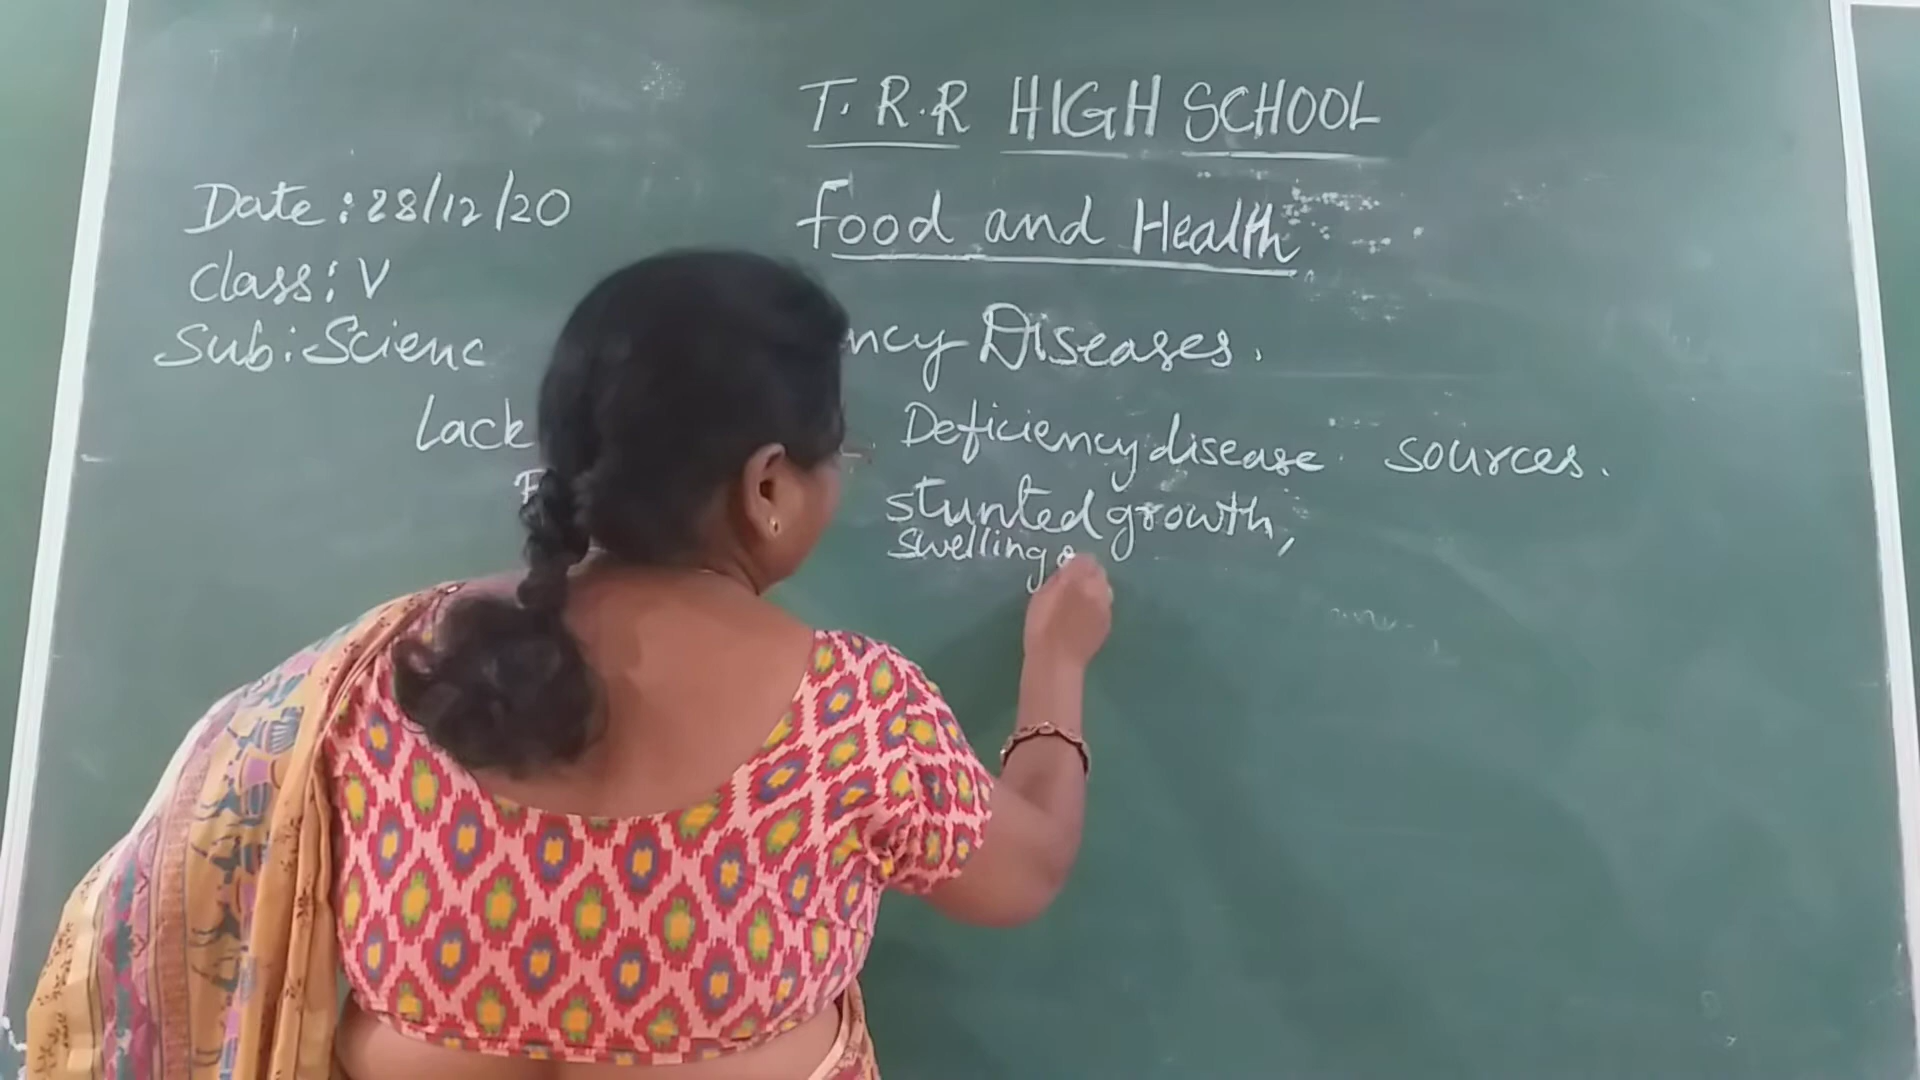 T. R. R HIGH SCHOOL
Date: 28/12/20
Food and Health
Class: V
Sub: Scienc
ncy Diseases.
Lack
Deficiency disease sources.
stunted growth,
swelling